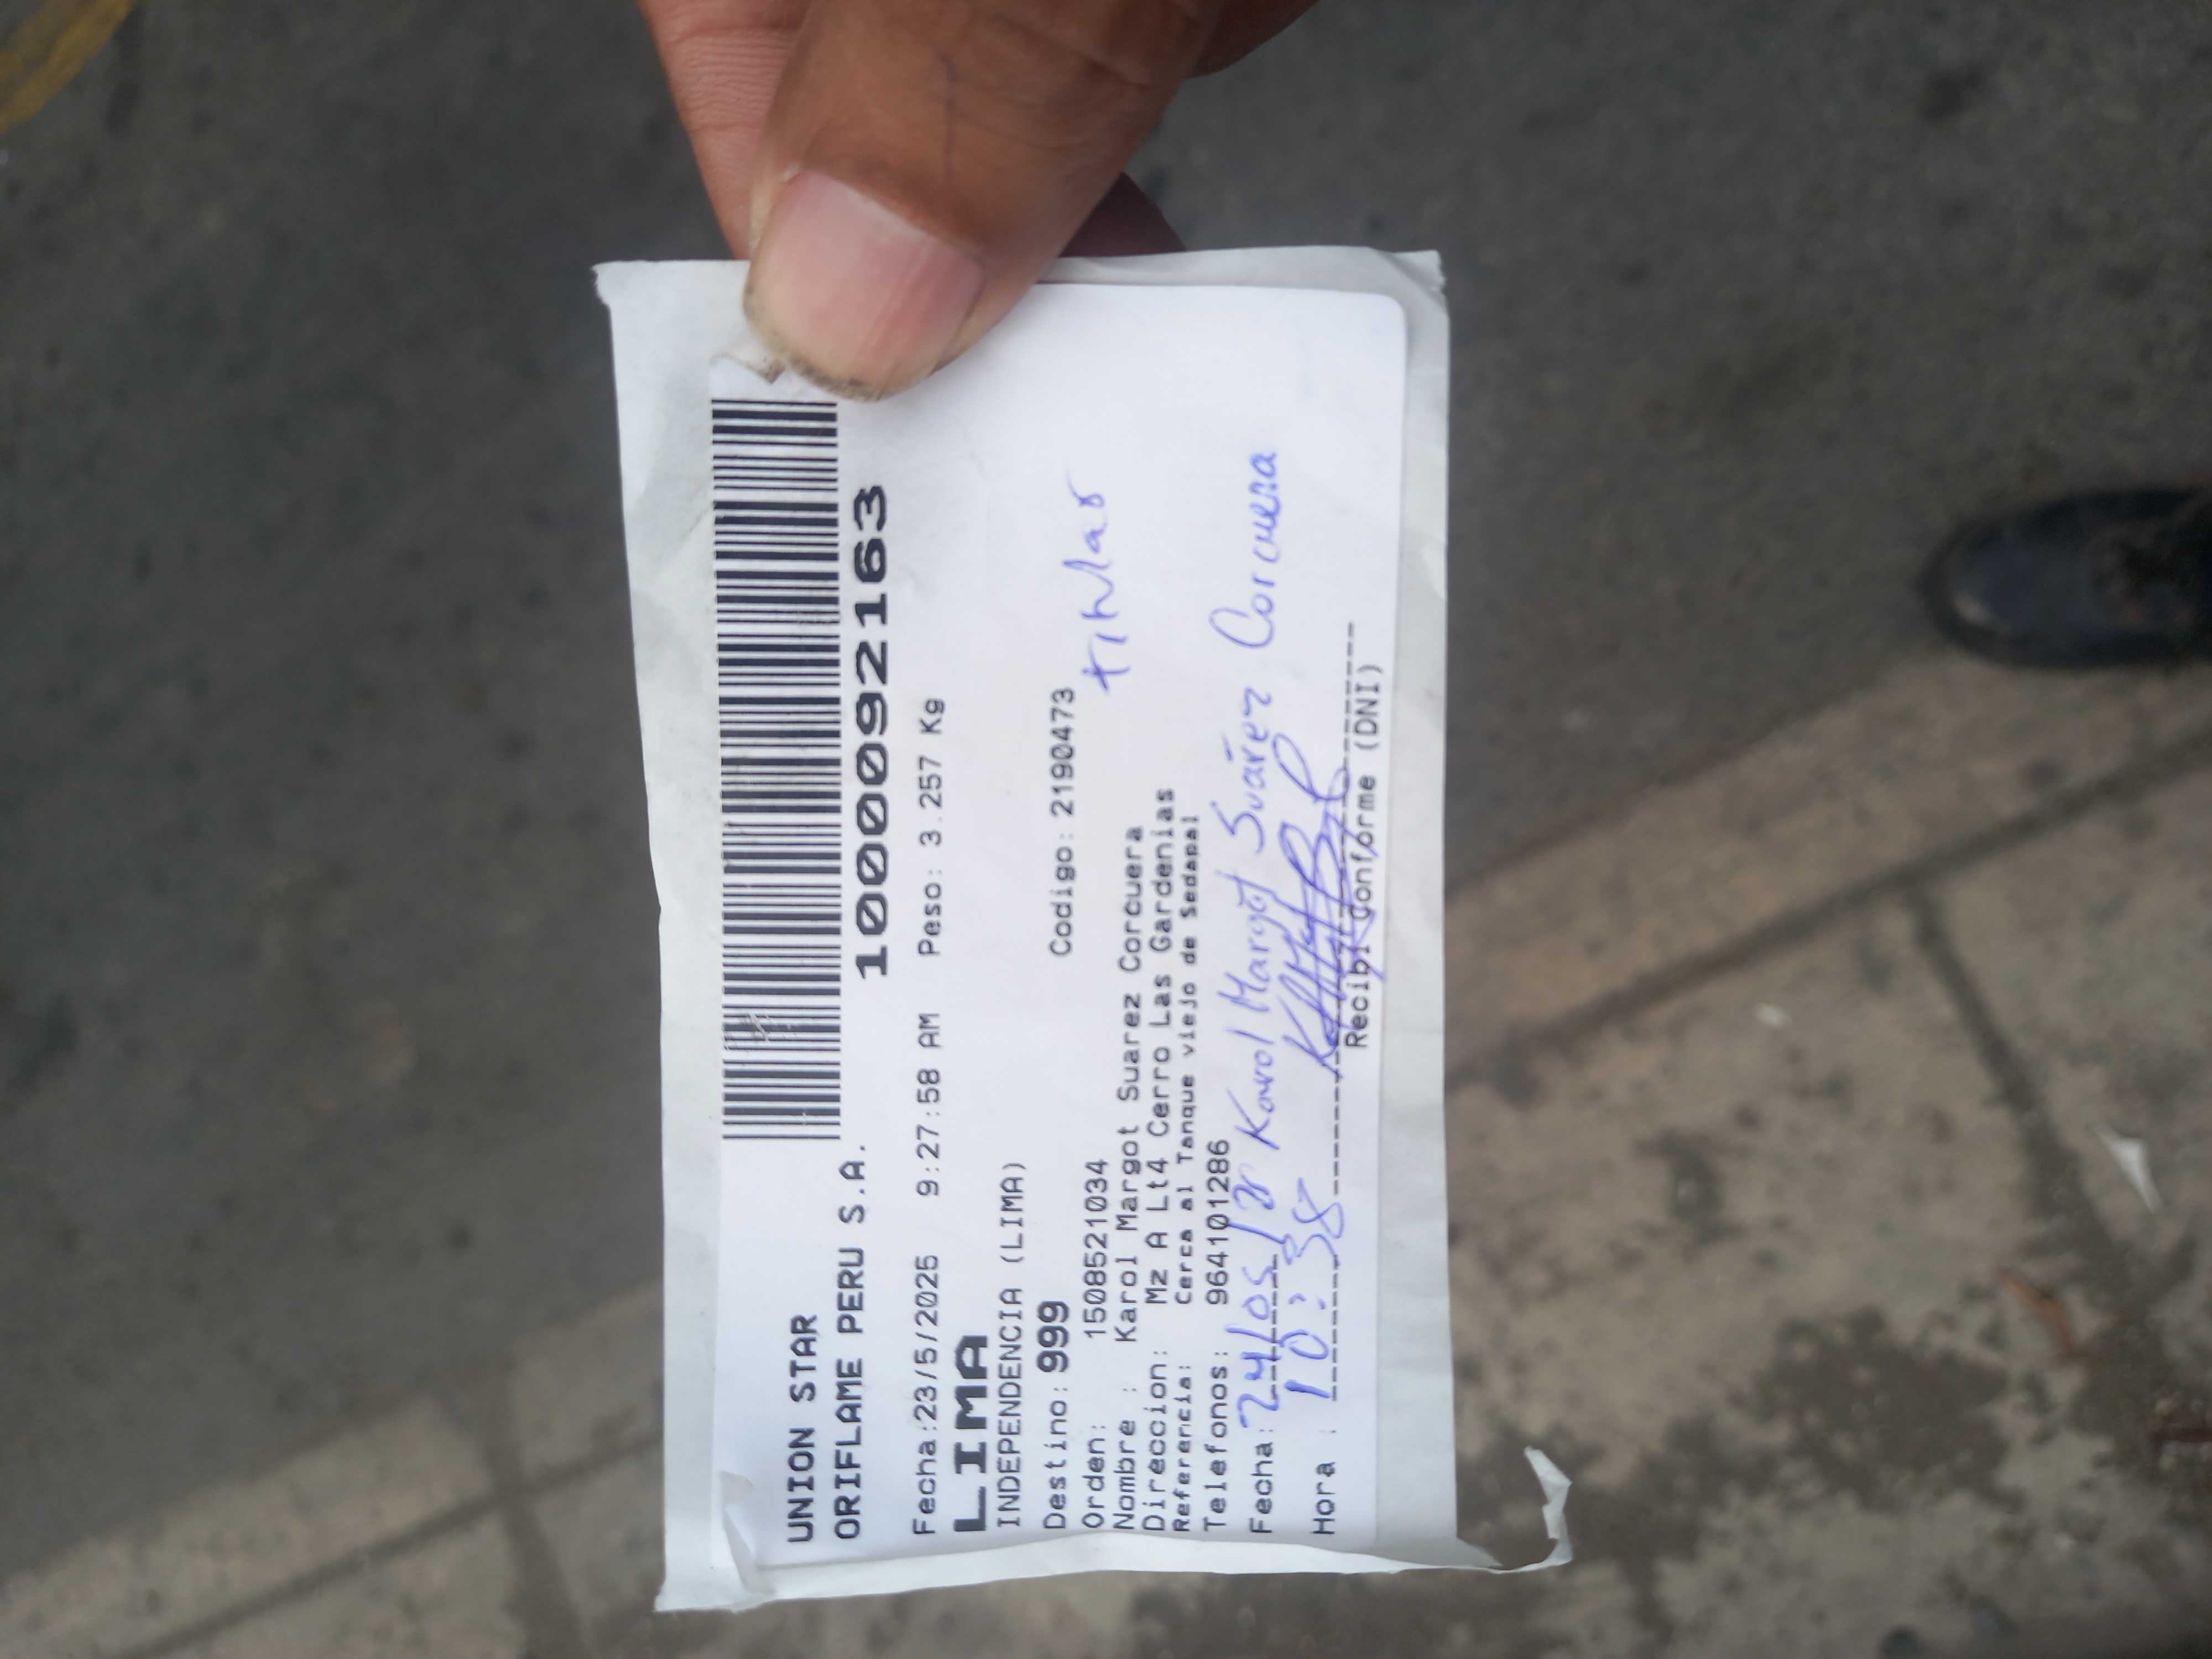 UNION STAR
ORIFLAME PERU S.A.
1000092163
Fecha:23/5/2025 9:27:58 AM Peso: 3.257 Kg
LIMA
INDEPENDENCIA (LIMA)
Destino: 999 Codigo: 2190473
Orden: 1508521034
titular
Nombre : Karol Margot Suarez Corcuera
Direccion: Mz A Lt4 Cerro Las Gardenias
Referencia: Cerca al Tanque viejo de Sedapal
Telefonos: 964101286
Fecha: 24/05 Karol Margot Suárez Corcuera
Hora : 10:38
Recibi Conforme (DNI)